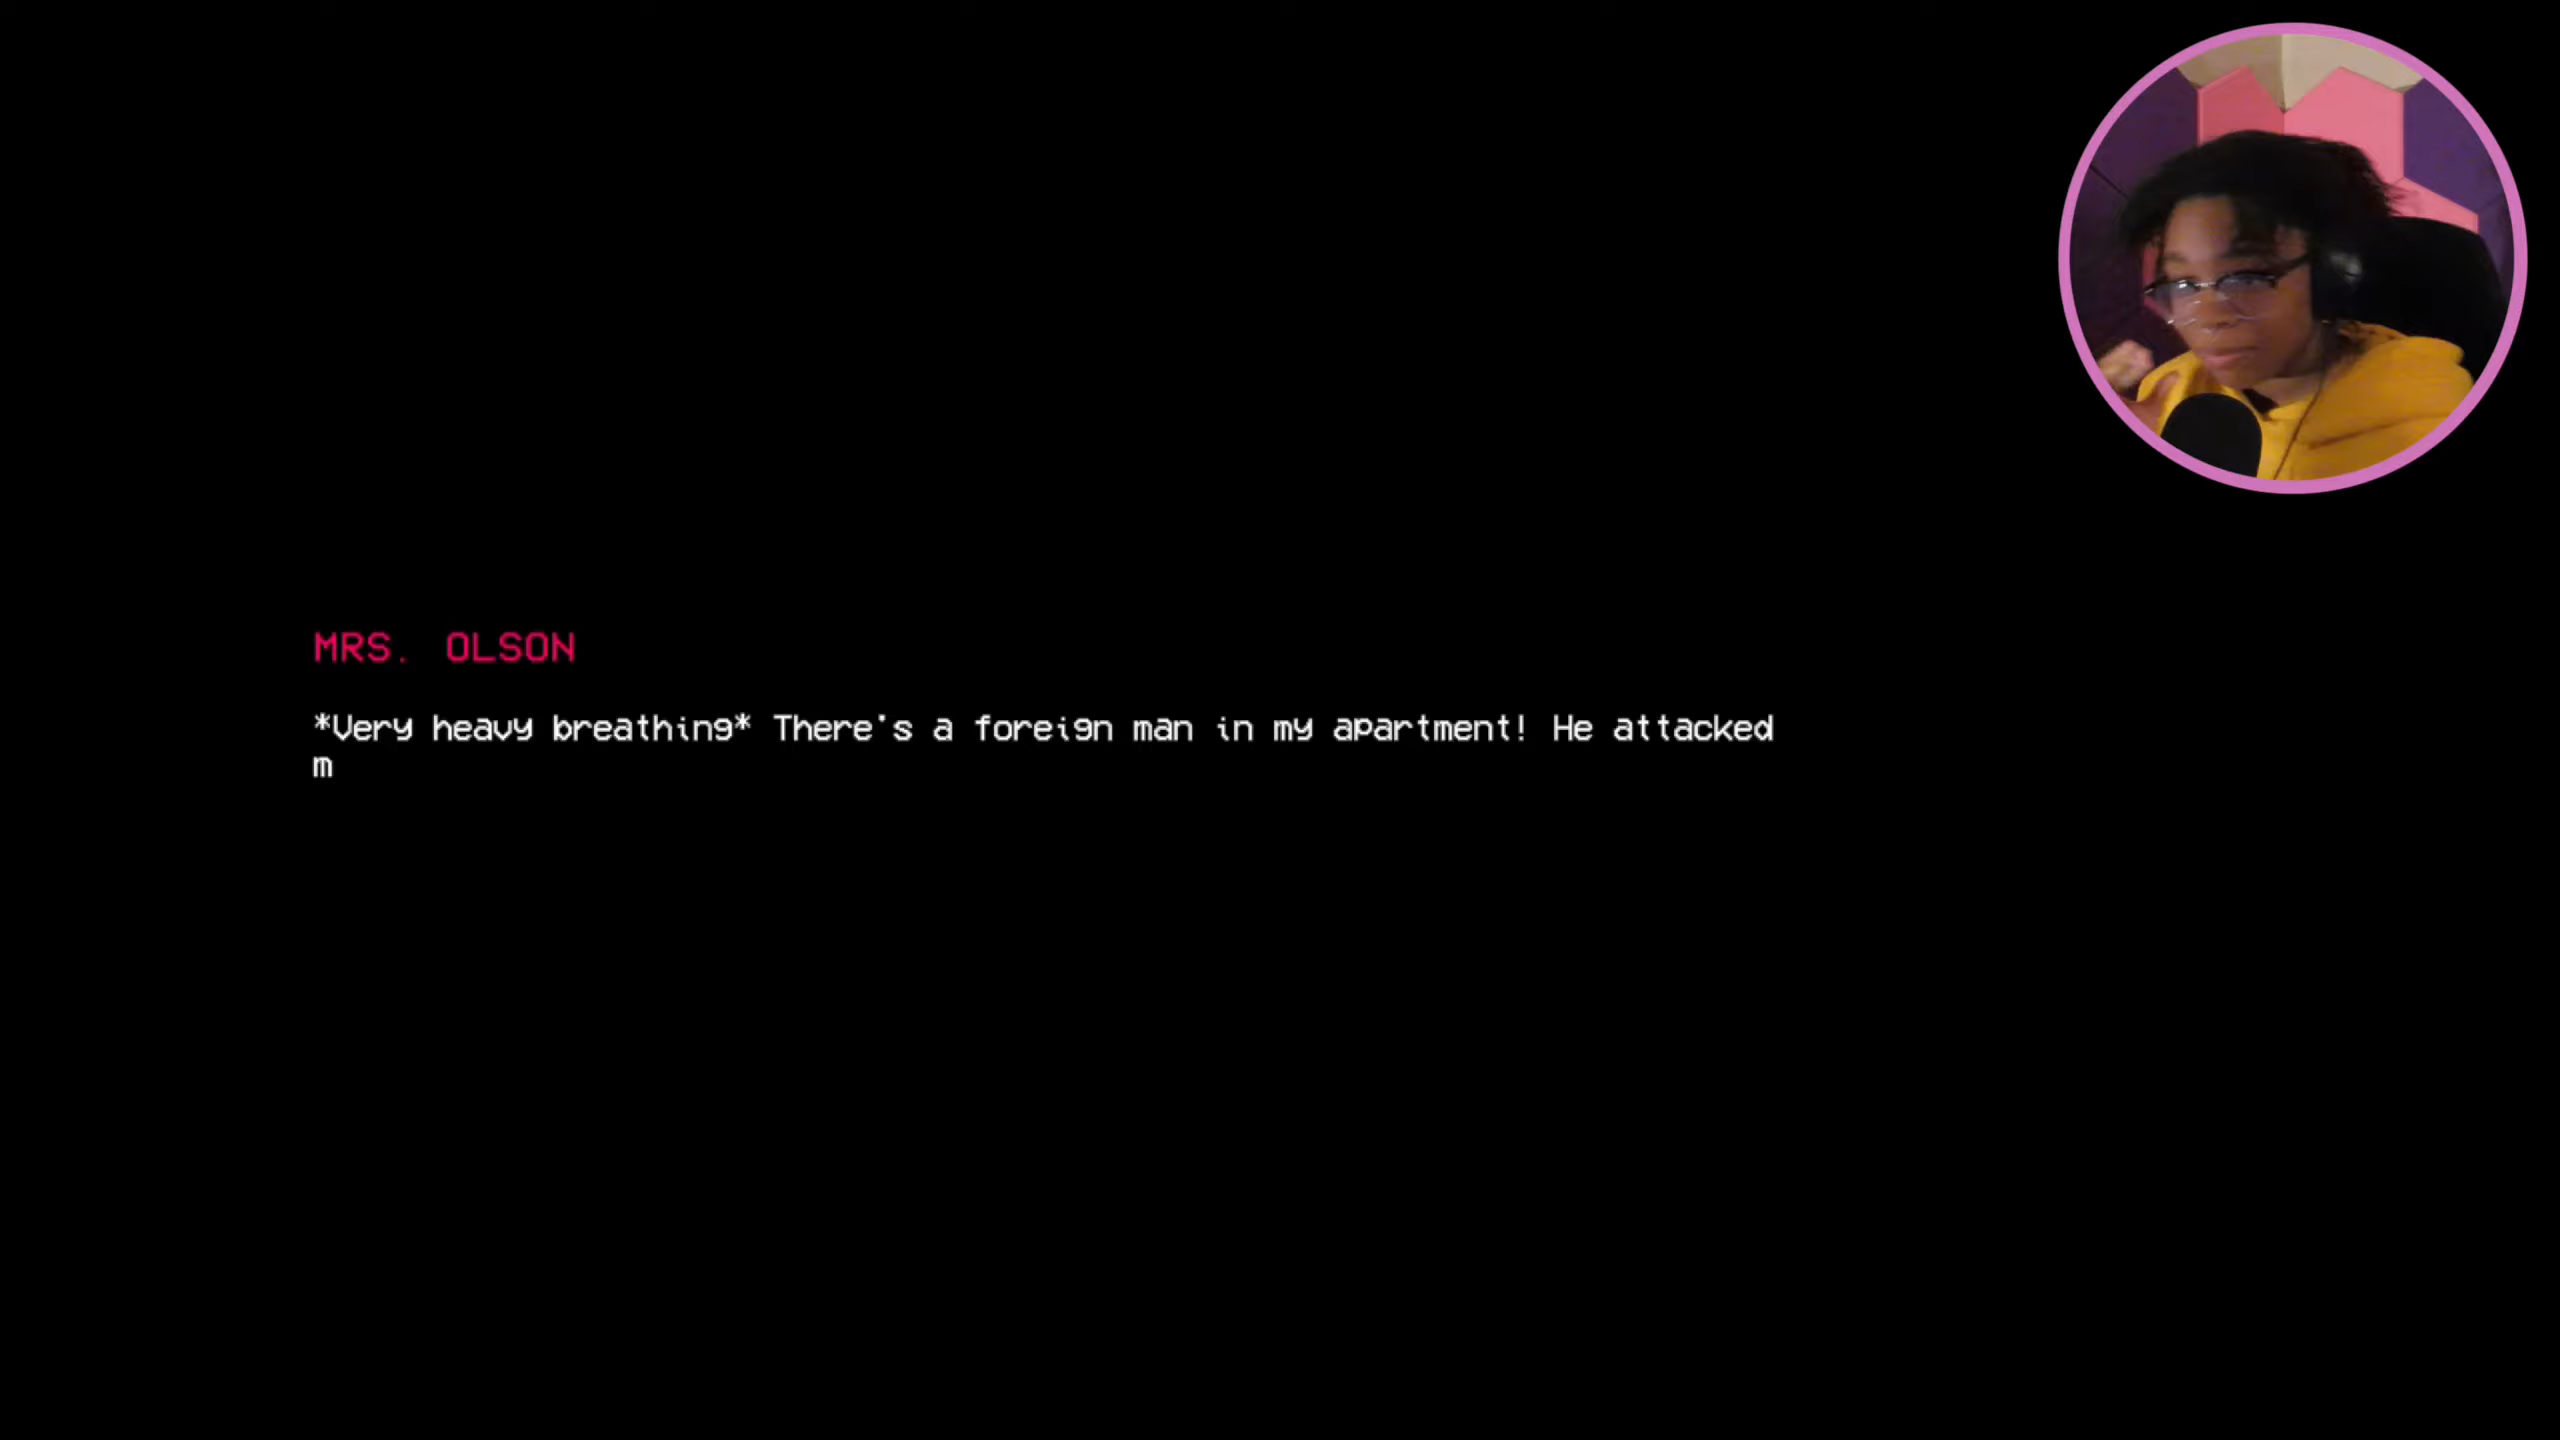 MRS. OLSON
*Very heavy breathing* There's a foreign man in my apartment! He attacked
m